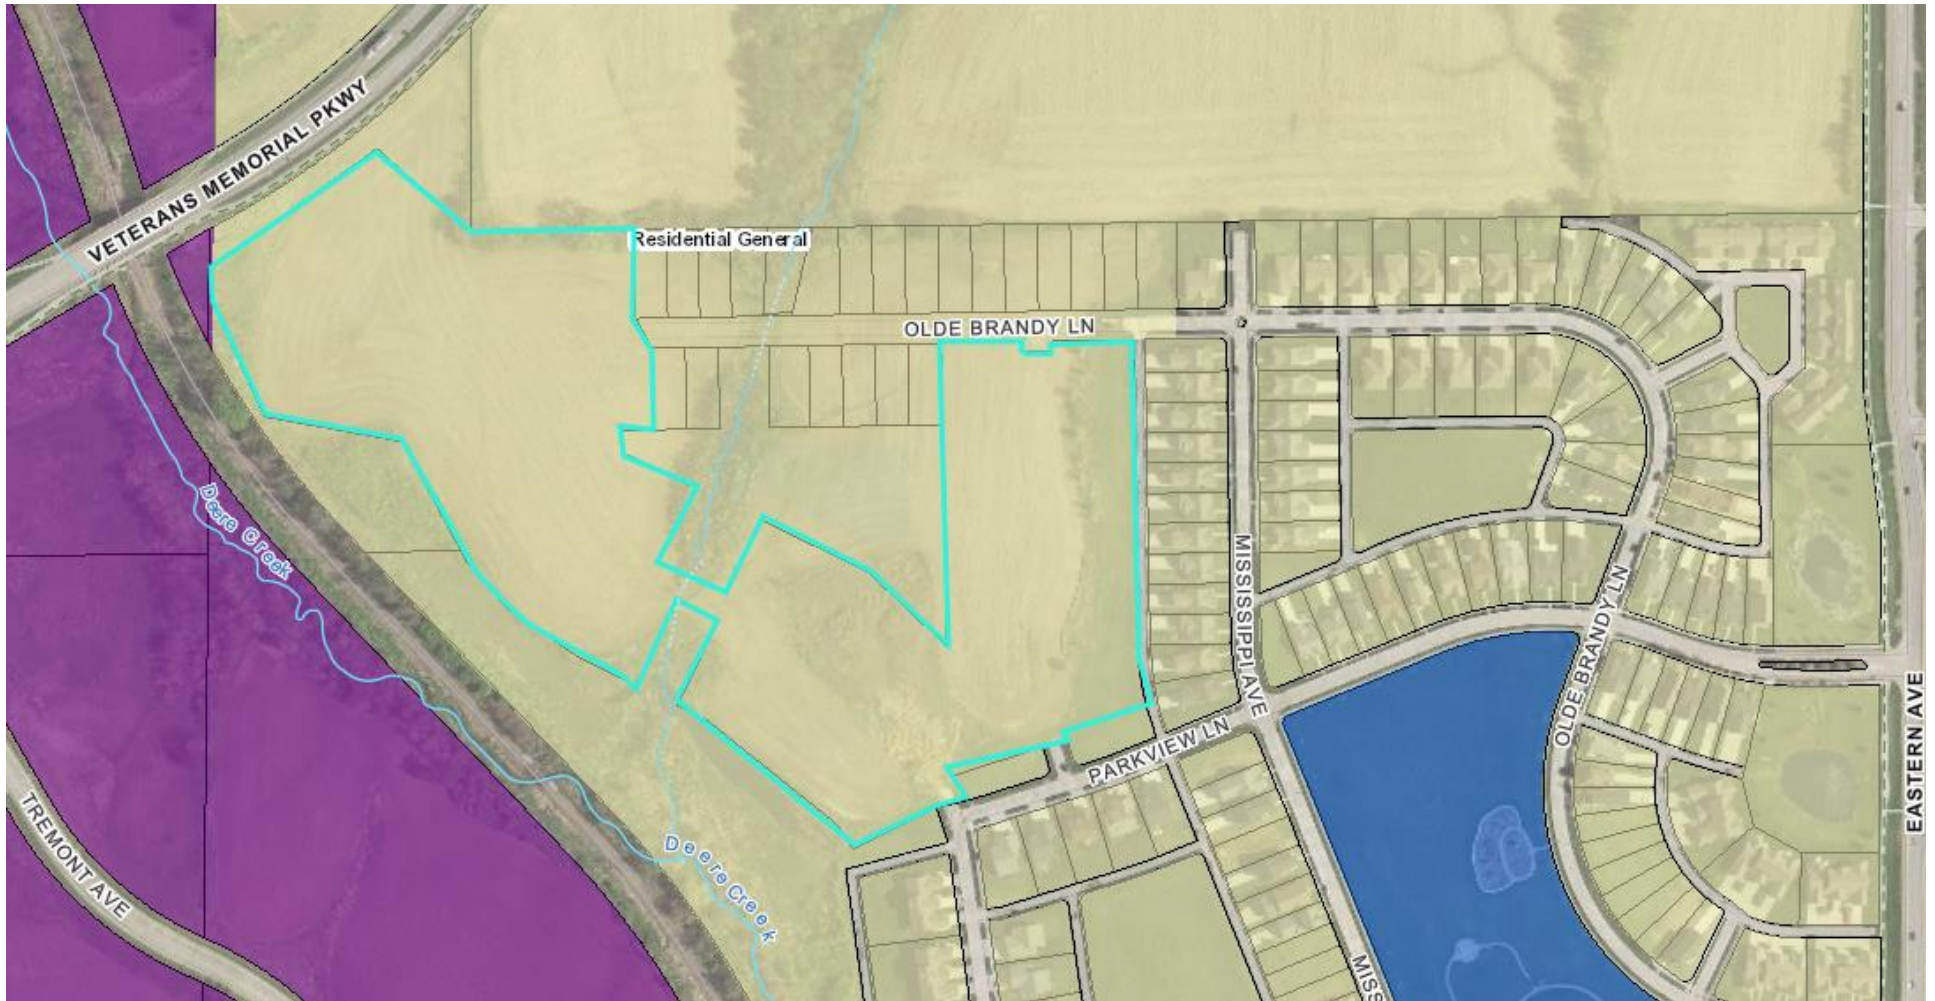 VETERANS MEMORIAL PKWY
Residential General
OLDE BRANDY LN
Deere Creek
MISSISSIPPI AVE
OLDE BRANDY LN
PARKVIEW LN
EASTERN AVE
TREMONT AVE
Deere Creek
MISS